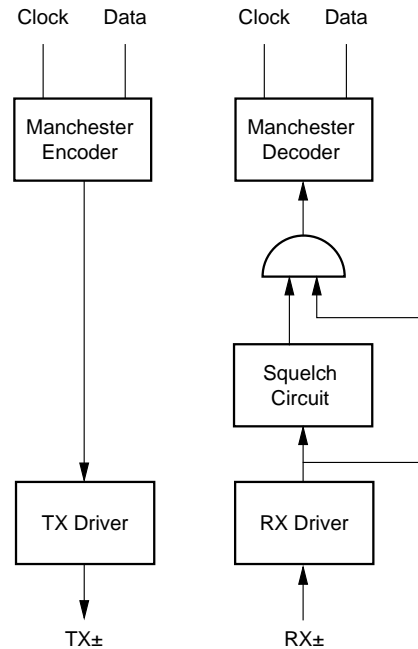 Clock Data Clock Data
Manchester
Encoder
Manchester
Decoder
Squelch
Circuit
TX Driver
RX Driver
TX±
RX±